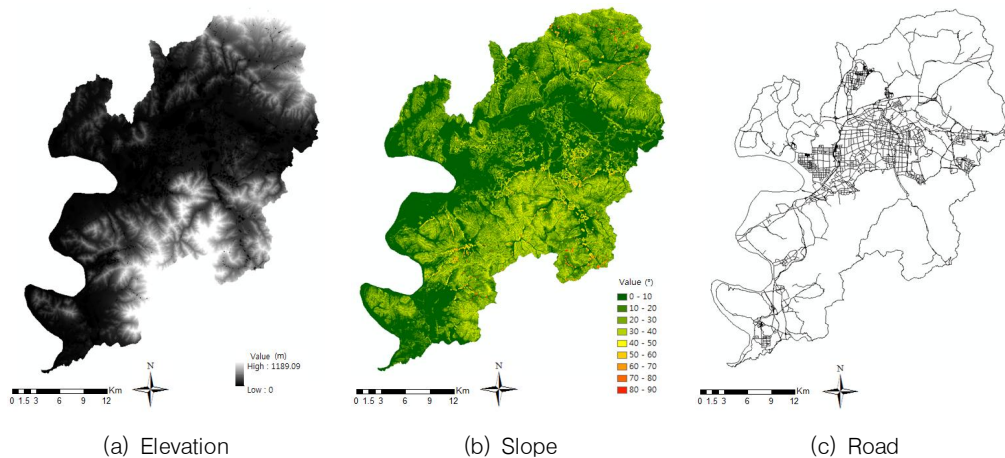 Value (m)
High : 1189.09
Low : 0
N
Km
0 1.5 3 6 9 12
(a) Elevation
Value (°)
0 - 10
10 - 20
20 - 30
30 - 40
40 - 50
50 - 60
60 - 70
70 - 80
80 - 90
N
Km
0 1.5 3 6 9 12
(b) Slope
N
Km
0 1.5 3 6 9 12
(c) Road